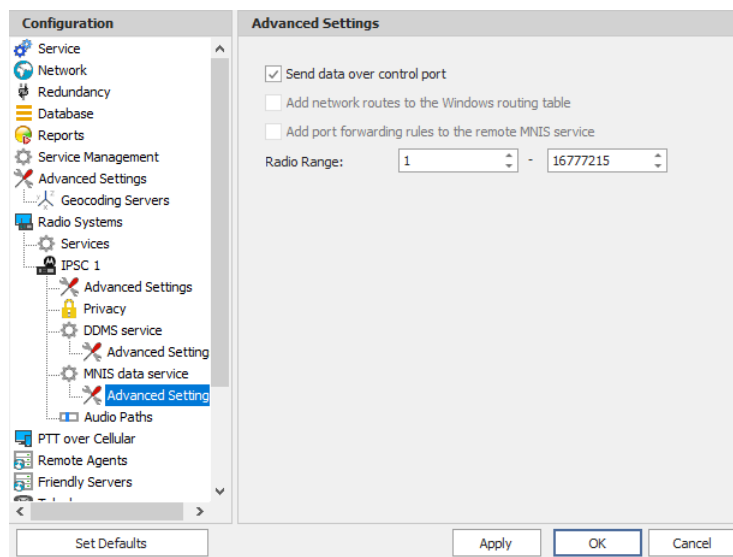 Configuration
Service
Network
Redundancy
Database
Reports
Service Management
Advanced Settings
Geocoding Servers
Radio Systems
Services
IPSC 1
Advanced Settings
Privacy
DDMS service
Advanced Setting
MNIS data service
Advanced Setting
Audio Paths
PTT over Cellular
Remote Agents
Friendly Servers
Set Defaults
Advanced Settings
Send data over control port
Add network routes to the Windows routing table
Add port forwarding rules to the remote MNIS service
Radio Range: 1 - 16777215
Apply OK Cancel